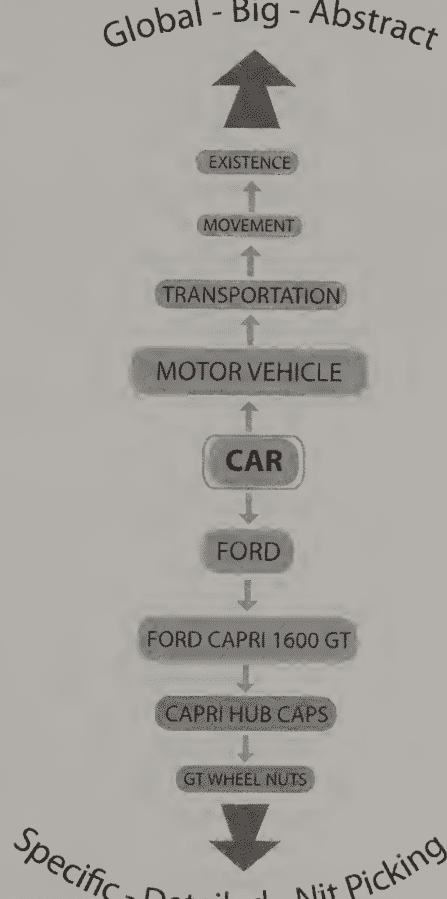 Global - Big - Abstract
EXISTENCE
MOVEMENT
TRANSPORTATION
MOTOR VEHICLE
CAR
FORD
FORD CAPRI 1600 GT
CAPRI HUB CAPS
GT WHEEL NUTS
Specific - Detailed - Nit Picking